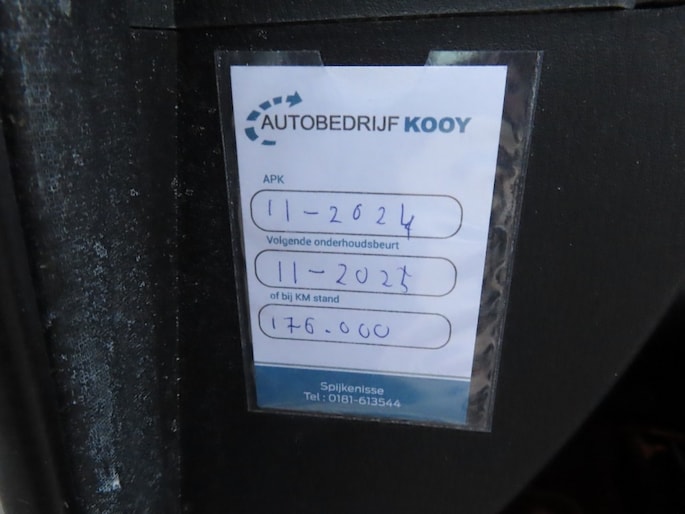 AUTOBEDRIJF KOOY
APK
11-2024
Volgende onderhoudsbeurt
11-2025
of bij KM stand
176.000
Spijkenisse
Tel : 0181-613544